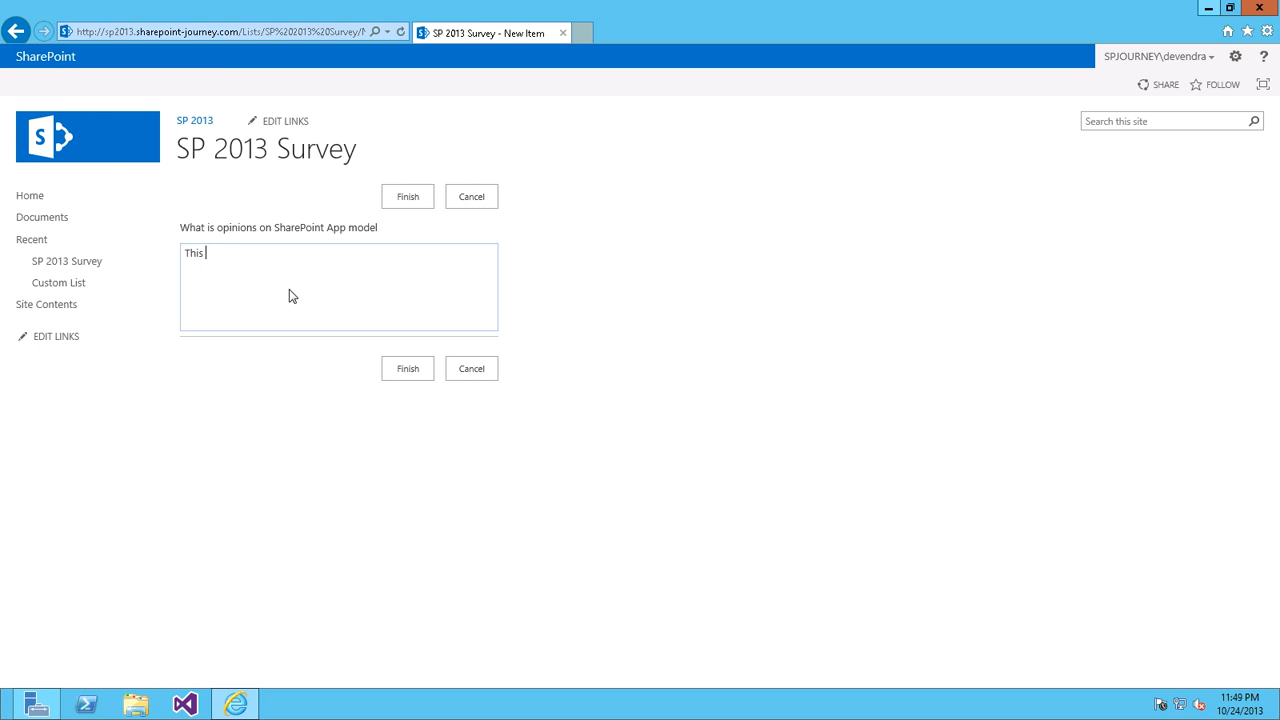 http://sp2013.sharepoint-journey.com/Lists/SP%202013%20Survey/
SP 2013 Survey - New Item
SharePoint
SPJOURNEY\devendra
SHARE
FOLLOW
SP 2013
EDIT LINKS
Search this site
SP 2013 Survey
Home
Documents
Recent
SP 2013 Survey
Custom List
Site Contents
EDIT LINKS
Finish
Cancel
What is opinions on SharePoint App model
This
Finish
Cancel
11:49 PM
10/24/2013